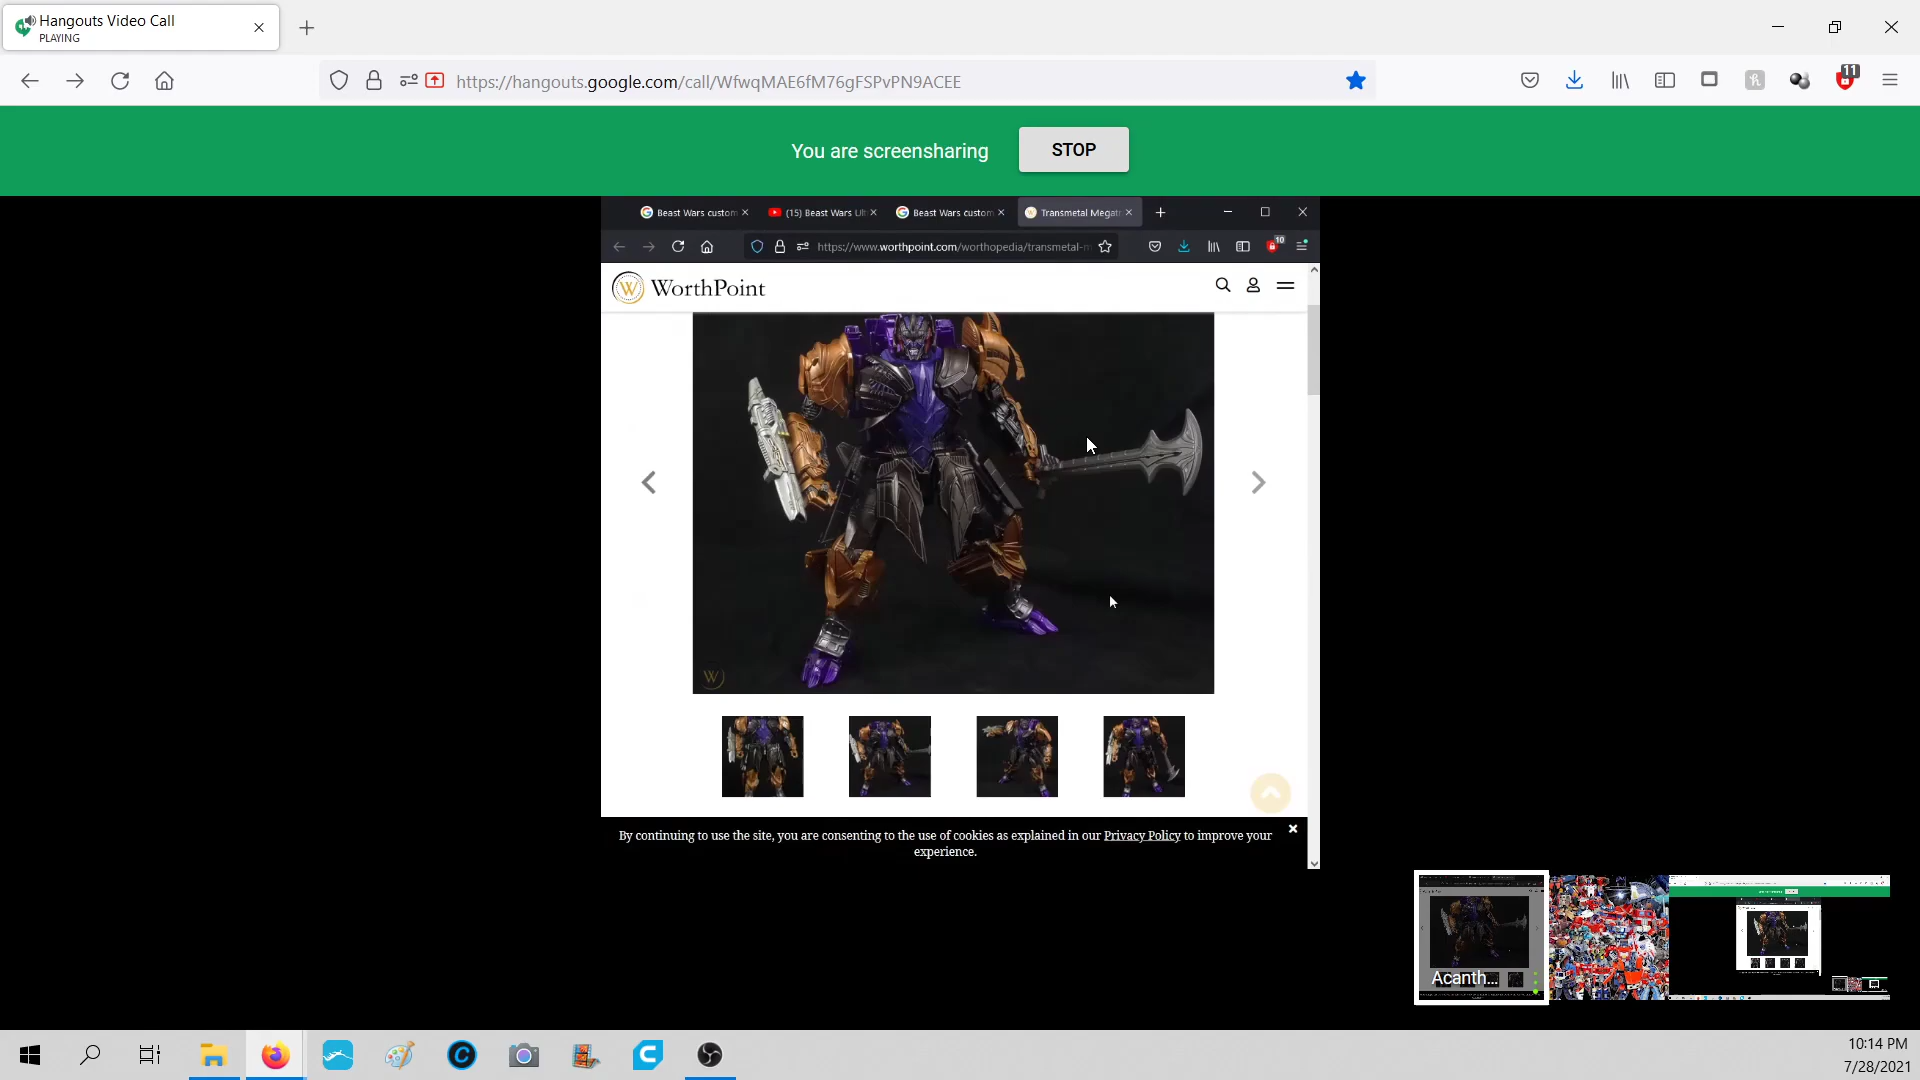 Hangouts Video Call
PLAYING
https://hangouts.google.com/call/WfwqMAE6fM76gFSPvPN9ACEE
11
You are screensharing
STOP
Beast Wars custom
(15) Beast Wars Ult
Beast Wars custom
Transmetal Megatr
https://www.worthpoint.com/worthopedia/transmetal-m
10
W WorthPoint
W
By continuing to use the site, you are consenting to the use of cookies as explained in our Privacy Policy to improve your
experience.
Acanth...
10:14 PM
7/28/2021